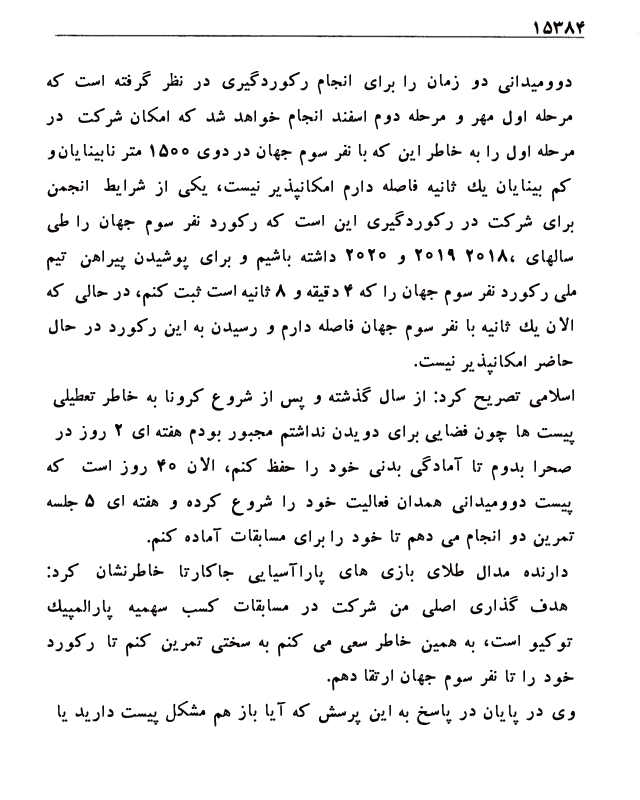 ۱۵۳۸۴
دوومیدانی دو زمان را برای انجام رکوردگیری در نظر گرفته است که
مرحله اول مهر و مرحله دوم اسفند انجام خواهد شد که امکان شرکت در
مرحله اول را به خاطر این که با نفر سوم جهان در دوی ۱۵۰۰ متر نابینایان و
کم بینایان یك ثانیه فاصله دارم امکانپذیر نیست، یکی از شرایط انجمن
برای شرکت در رکوردگیری این است که رکورد نفر سوم جهان را طی
سالهای ،۲۰۱۸ ۲۰۱۹ و ۲۰۲۰ داشته باشیم و برای پوشیدن پیراهن تیم
ملی رکورد نفر سوم جهان را که ۴ دقیقه و ۸ ثانیه است ثبت کنم، در حالی که
الان یك ثانیه با نفر سوم جهان فاصله دارم و رسیدن به این رکورد در حال
حاضر امکانپذیر نیست.
اسلامی تصریح کرد: از سال گذشته و پس از شروع کرونا به خاطر تعطیلی
پیست ها چون فضایی برای دویدن نداشتم مجبور بودم هفته ای ۲ روز در
صحرا بدوم تا آمادگی بدنی خود را حفظ کنم، الان ۴۰ روز است که
پیست دوومیدانی همدان فعالیت خود را شروع کرده و هفته ای ۵ جلسه
تمرین دو انجام می دهم تا خود را برای مسابقات آماده کنم.
دارنده مدال طلای بازی های پاراآسیایی جاکارتا خاطرنشان کرد:
هدف گذاری اصلی من شرکت در مسابقات کسب سهمیه پارالمپیك
توکیو است، به همین خاطر سعی می کنم به سختی تمرین کنم تا رکورد
خود را تا نفر سوم جهان ارتقا دهم.
وی در پایان در پاسخ به این پرسش که آیا باز هم مشکل پیست دارید یا